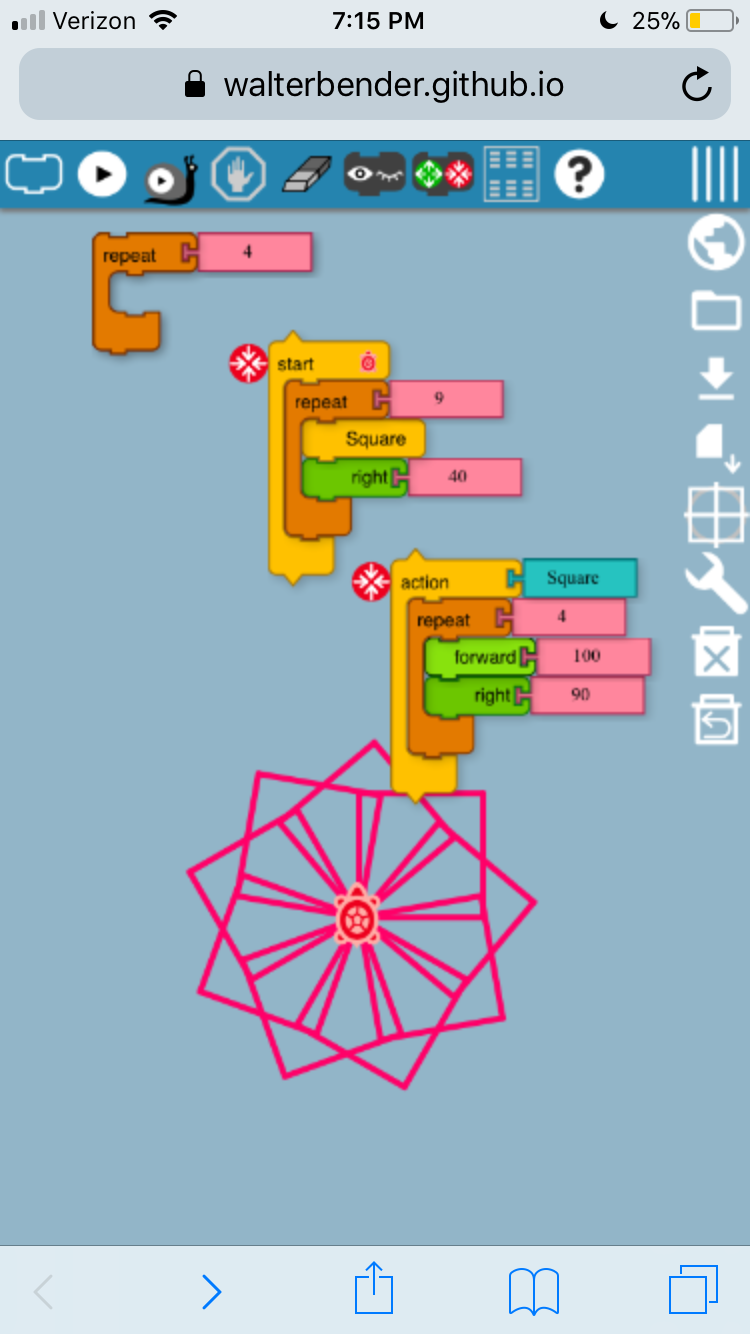 Verizon 7:15 PM 25%
walterbender.github.io
repeat 4
start
repeat 9
Square
right 40
action Square
repeat 4
forward 100
right 90